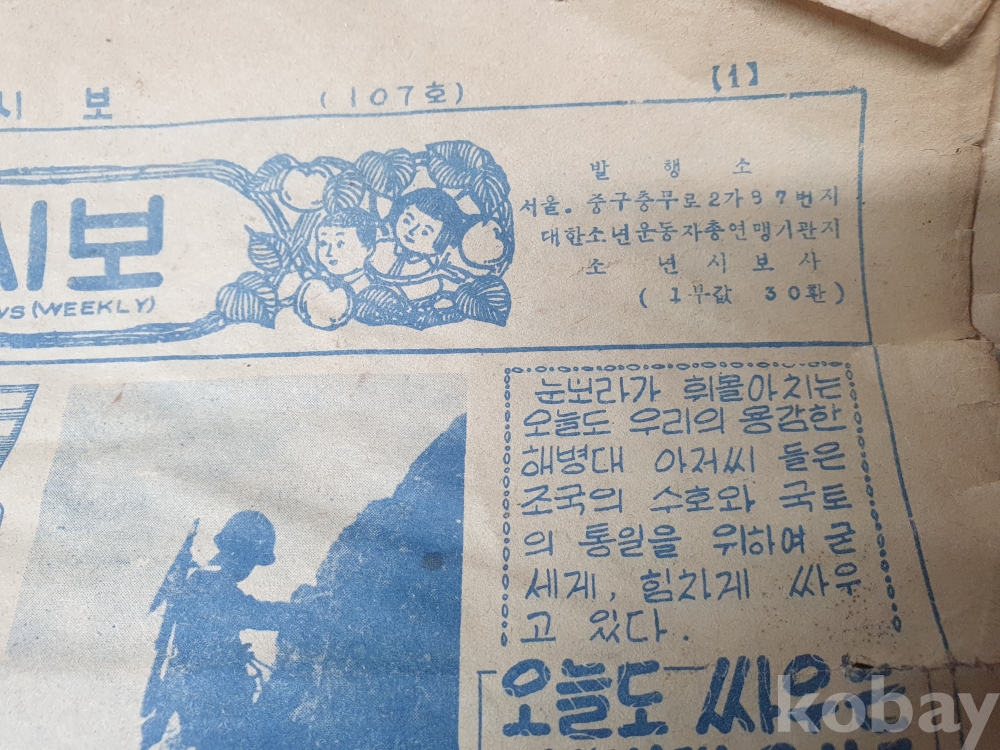 시 보 (107호) 【1】
시보
WS (WEEKLY)
발 행 소
서울. 중구충무로2가97번지
대한소년운동자총연맹기관지
소 년 시 보 사
(1부값 30환)
눈보라가 휘몰아치는
오늘도 우리의 용감한
해병대 아저씨 들은
조국의 수호와 국토
의 통일을 위하여 굳
세게, 힘차게 싸우
고 있다.
오늘도 싸우는
kobay